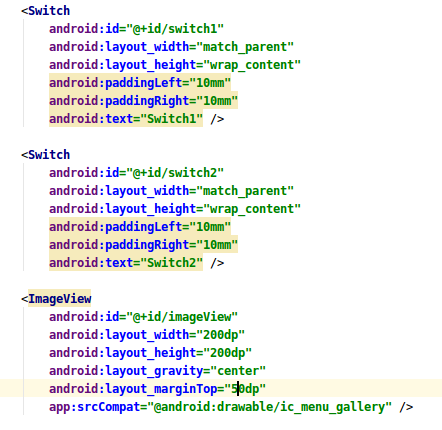 <Switch
android:id="@+id/switch1"
android:layout_width="match_parent"
android:layout_height="wrap_content"
android:paddingLeft="10mm"
android:paddingRight="10mm"
android:text="Switch1" />
<Switch
android:id="@+id/switch2"
android:layout_width="match_parent"
android:layout_height="wrap_content"
android:paddingLeft="10mm"
android:paddingRight="10mm"
android:text="Switch2" />
<ImageView
android:id="@+id/imageView"
android:layout_width="200dp"
android:layout_height="200dp"
android:layout_gravity="center"
android:layout_marginTop="50dp"
app:srcCompat="@android:drawable/ic_menu_gallery" />